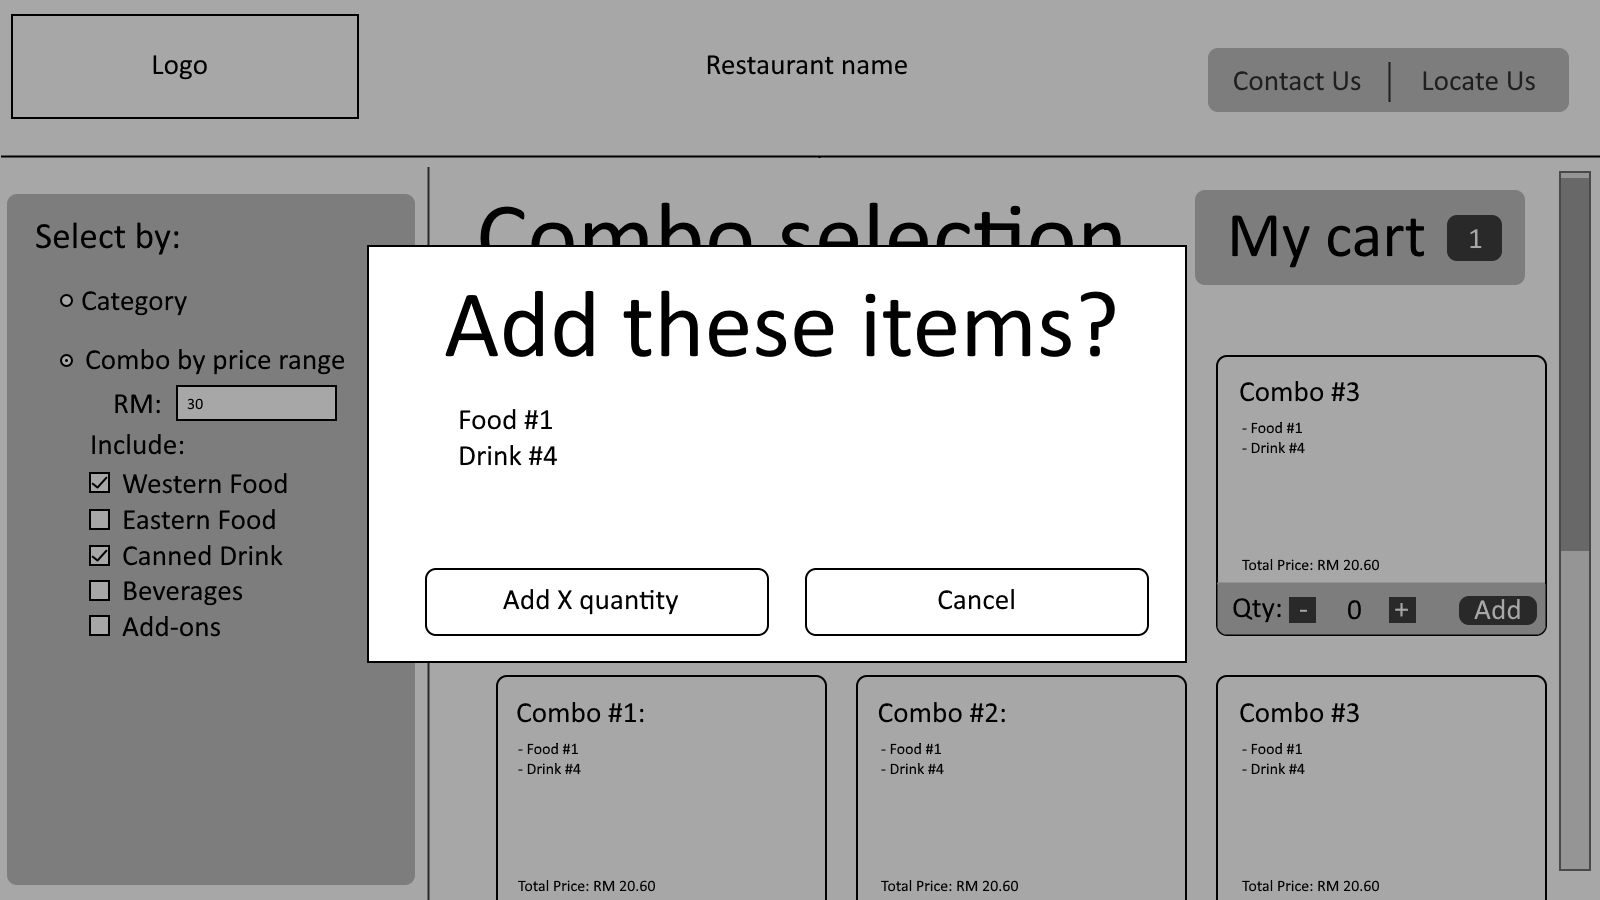 Logo
Restaurant name
Contact Us
Locate Us
Select by:
Category
Combo by price range
RM:
30
Include:
Western Food
Eastern Food
Canned Drink
Beverages
Add-ons
Combo selection
My cart
1
Add these items?
Food #1
Drink #4
Add X quantity
Cancel
Combo #3
- Food #1
- Drink #4
Total Price: RM 20.60
Qty: - 0 + Add
Combo #1:
- Food #1
- Drink #4
Total Price: RM 20.60
Combo #2:
- Food #1
- Drink #4
Total Price: RM 20.60
Combo #3
- Food #1
- Drink #4
Total Price: RM 20.60